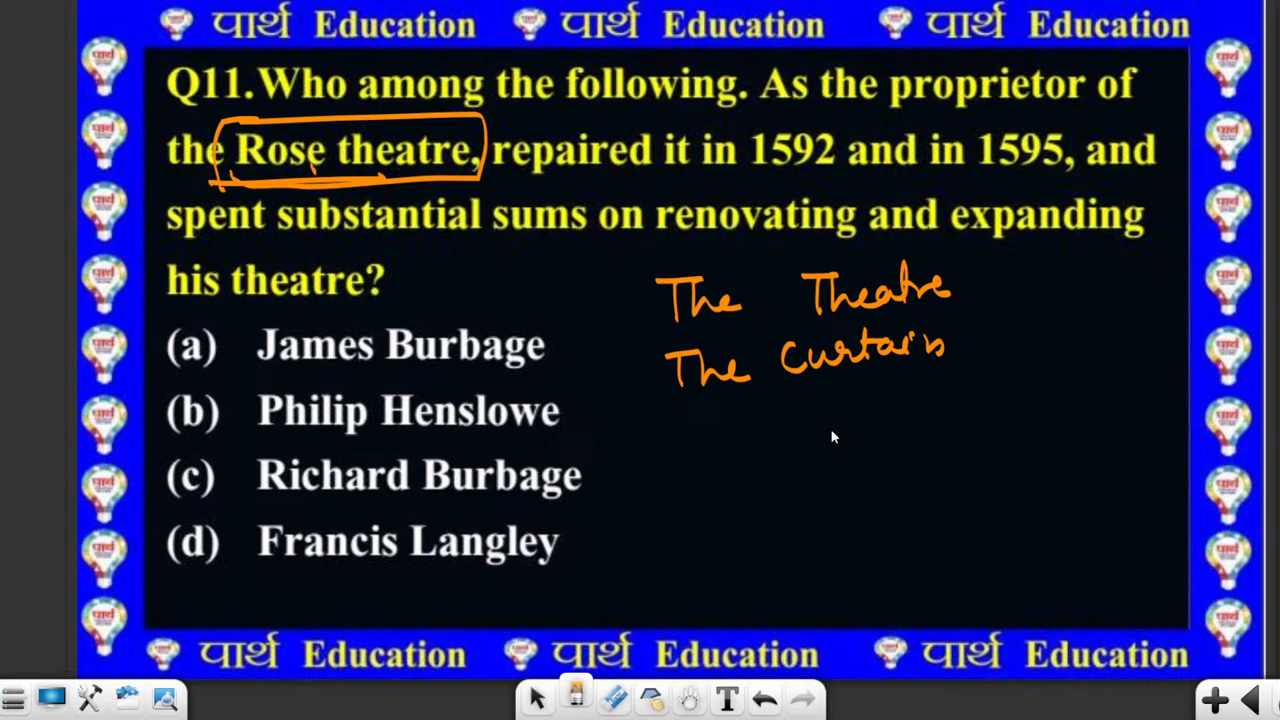 पार्थ Education पार्थ Education पार्थ Education
Q11.Who among the following. As the proprietor of
the Rose theatre, repaired it in 1592 and in 1595, and
spent substantial sums on renovating and expanding
his theatre?
The Theatre
(a) James Burbage
The Curtain
(b) Philip Henslowe
(c) Richard Burbage
(d) Francis Langley
पार्थ Education पार्थ Education पार्थ Education